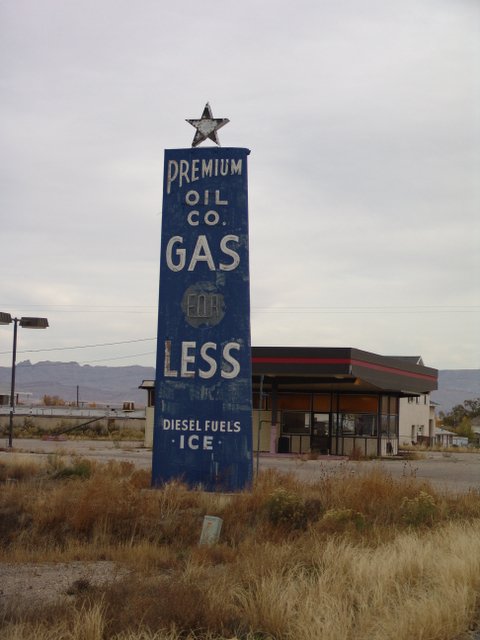 PREMIUM
OIL
CO.
GAS
FOR
LESS
DIESEL FUELS
· ICE ·